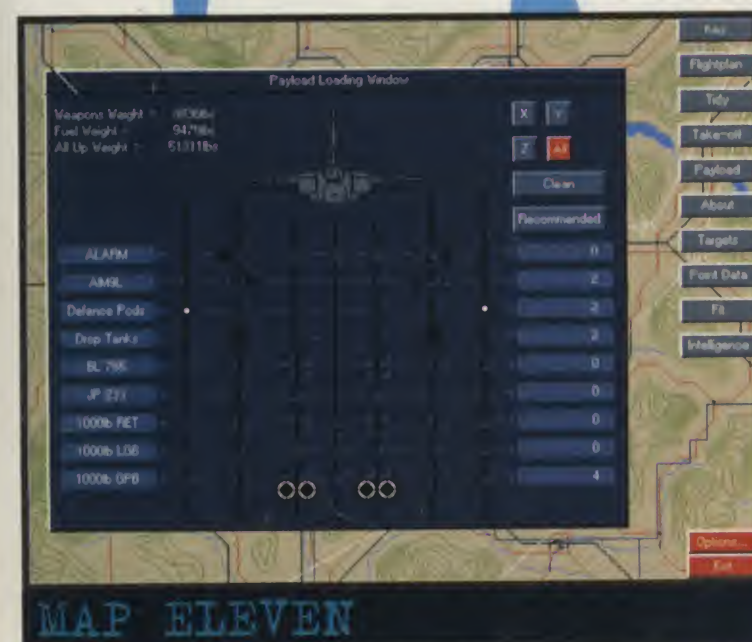 Payload Loading Window
Weapons Weight :
Fuel Weight :
All Up Weight :
X Y
Z All
Clean
Recommended
ALARM 0
AIM9L 2
Defence Pods 2
Drop Tanks 2
BL 755 0
JP 233 0
1000lb RET 0
1000lb LGB 0
1000lb GPB 4
Key
Flightplan
Tidy
Take-off
Payload
About
Targets
Point Data
Fit
Intelligence
Options...
Exit
MAP ELEVEN